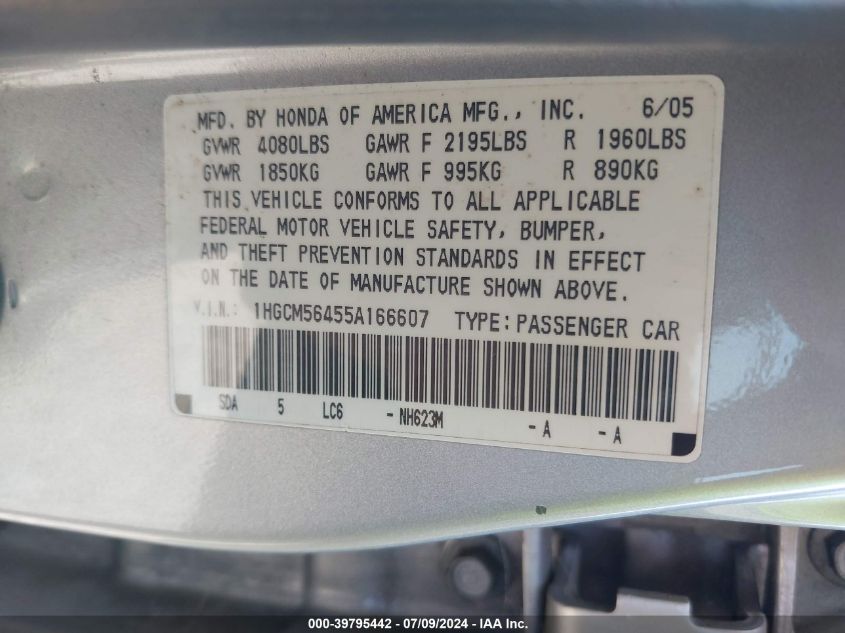 MFD. BY HONDA OF AMERICA MFG., INC. 6/05
GVWR 4080LBS GAWR F 2195LBS R 1960LBS
GVWR 1850KG GAWR F 995KG R 890KG
THIS VEHICLE CONFORMS TO ALL APPLICABLE
FEDERAL MOTOR VEHICLE SAFETY, BUMPER,
AND THEFT PREVENTION STANDARDS IN EFFECT
ON THE DATE OF MANUFACTURE SHOWN ABOVE.
V.I.N.: 1HGCM56455A166607 TYPE: PASSENGER CAR
SDA 5 LC6 - NH623M - A - A
000-39795442 - 07/09/2024 - IAA Inc.